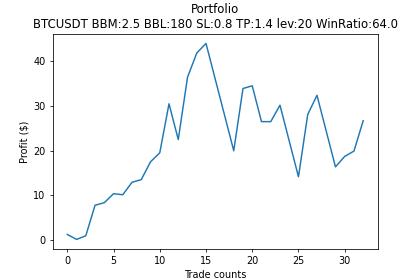 Portfolio
BTCUSDT BBM:2.5 BBL:180 SL:0.8 TP:1.4 lev:20 WinRatio:64.0
40
30
20
10
0
Profit ($)
0 5 10 15 20 25 30
Trade counts